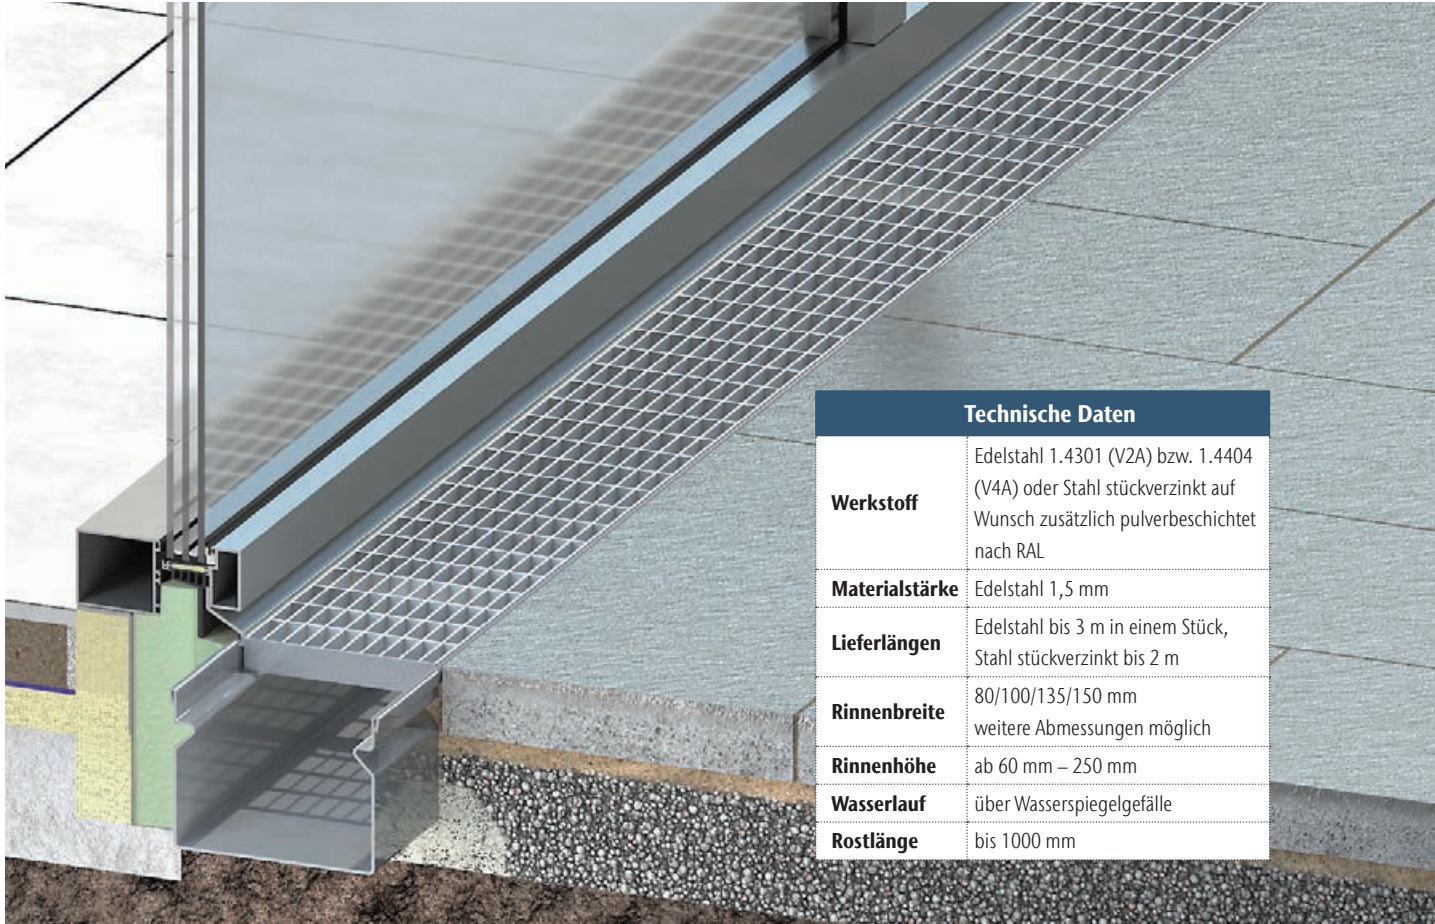 Technische Daten
Werkstoff
Edelstahl 1.4301 (V2A) bzw. 1.4404
(V4A) oder Stahl stückverzinkt auf
Wunsch zusätzlich pulverbeschichtet
nach RAL
Materialstärke Edelstahl 1,5 mm
Lieferlängen
Edelstahl bis 3 m in einem Stück,
Stahl stückverzinkt bis 2 m
Rinnenbreite
80/100/135/150 mm
weitere Abmessungen möglich
Rinnenhöhe ab 60 mm – 250 mm
Wasserlauf über Wasserspiegelgefälle
Rostlänge bis 1000 mm